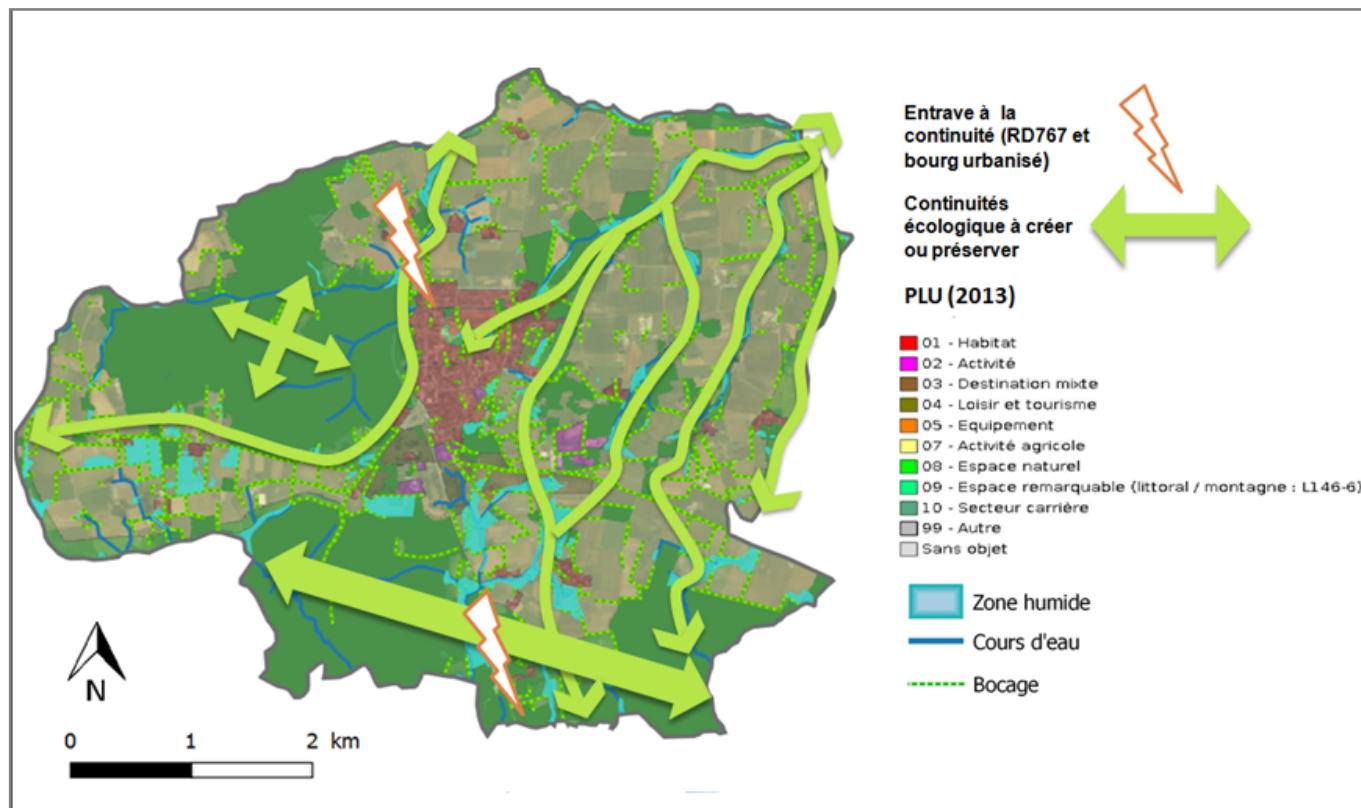 Entrave à la
continuité (RD767 et
bourg urbanisé)
Continuités
écologique à créer
ou préserver
PLU (2013)
01 - Habitat
02 - Activité
03 - Destination mixte
04 - Loisir et tourisme
05 - Equipement
07 - Activité agricole
08 - Espace naturel
09 - Espace remarquable (littoral / montagne : L146-6)
10 - Secteur carrière
99 - Autre
Sans objet
Zone humide
Cours d'eau
Bocage
N
0 1 2 km